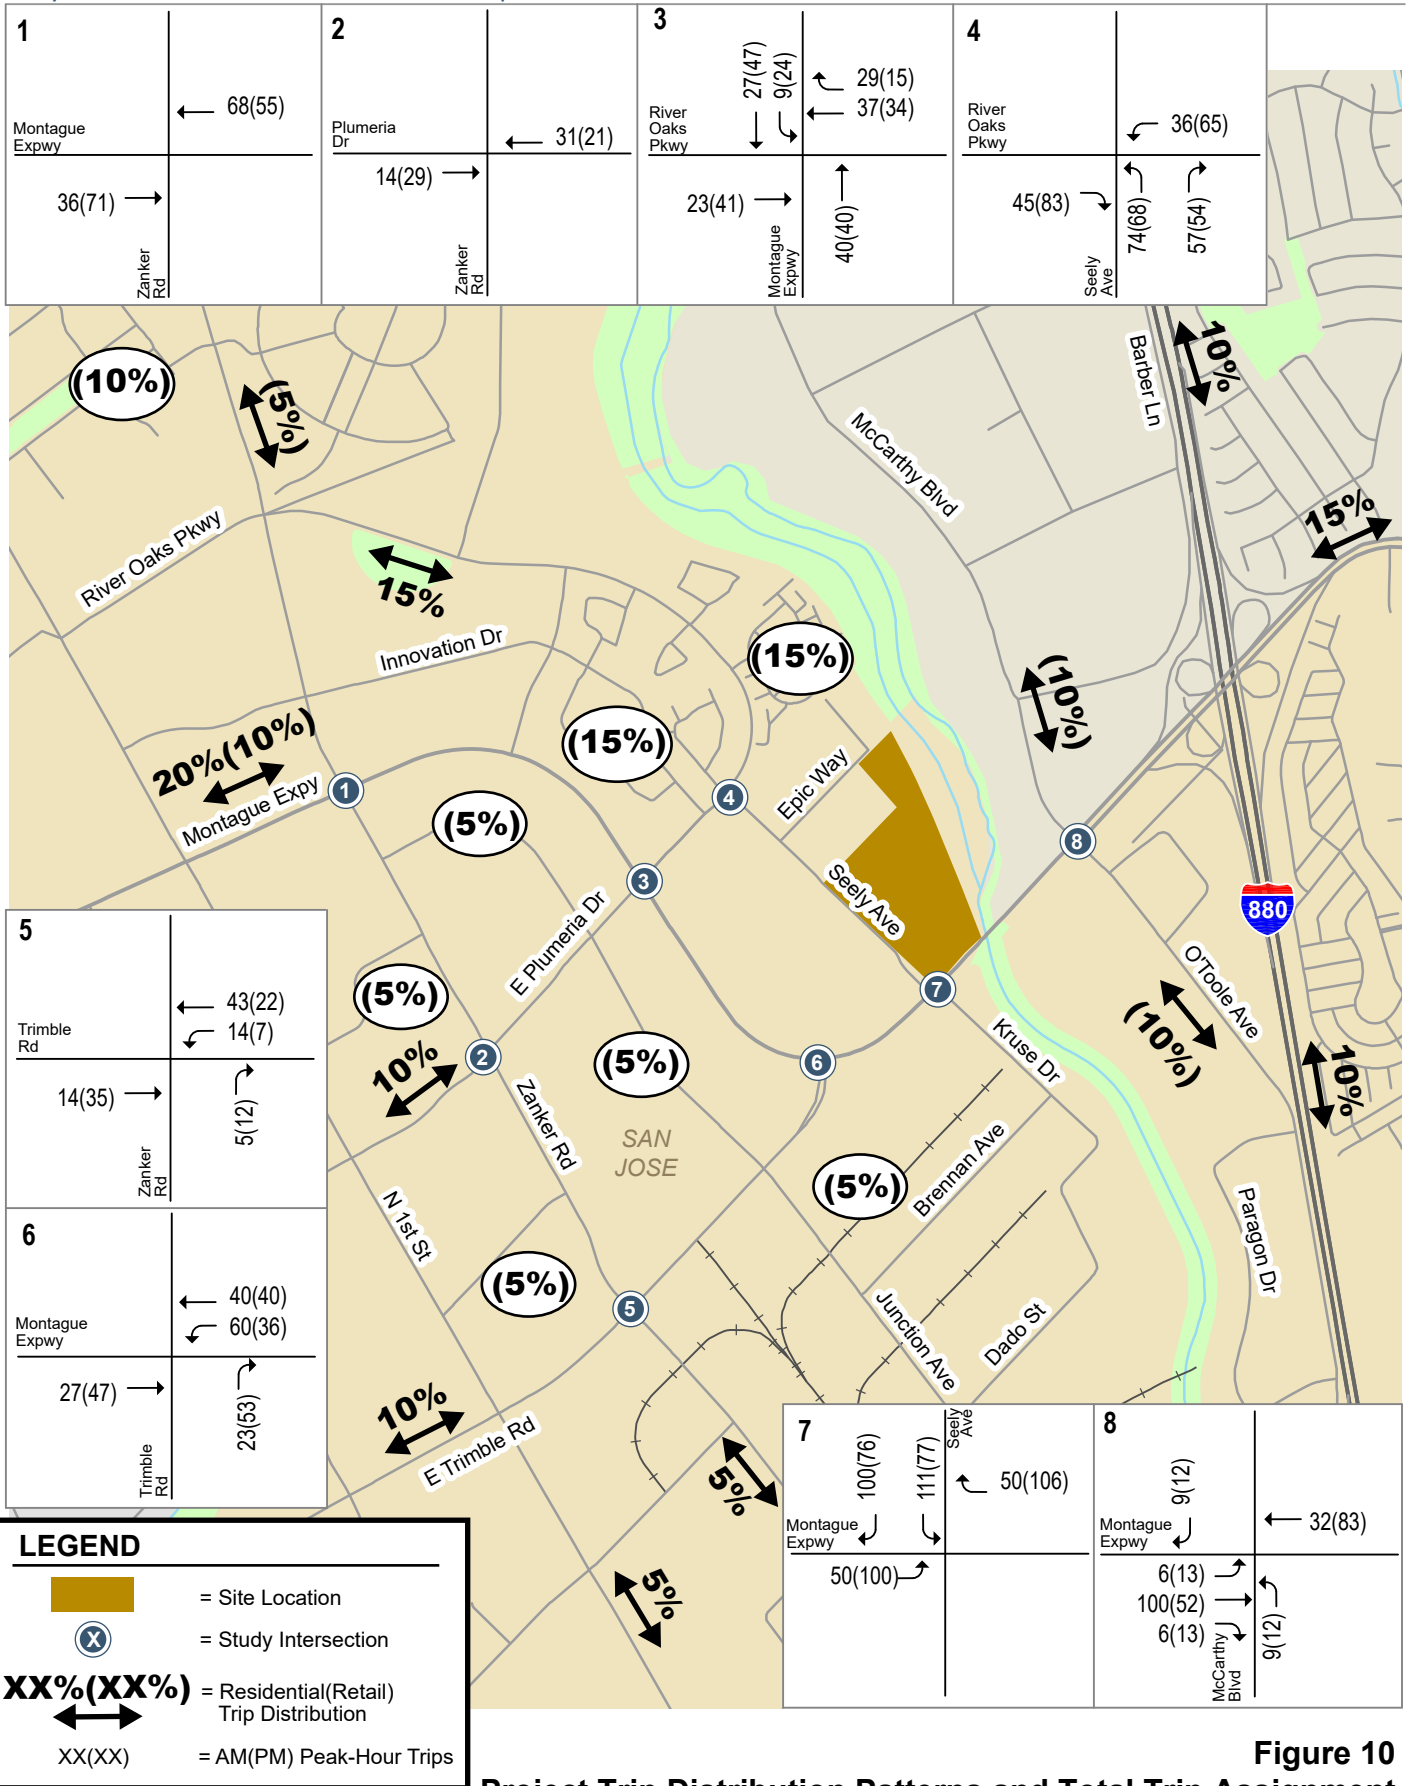 1
68(55)
Montague
Expwy
36(71)
Zanker
Rd
2
Plumeria
Dr
31(21)
14(29)
Zanker
Rd
3
27(47)
9(24)
29(15)
37(34)
River
Oaks
Pkwy
23(41)
Montague
Expwy
40(40)
4
River
Oaks
Pkwy
36(65)
45(83)
74(68)
57(54)
Seely
Ave
(10%)
(5%)
Barber Ln
10%
McCarthy Blvd
15%
River Oaks Pkwy
15%
Innovation Dr
(15%)
(10%)
20%(10%)
Montague Expy
1
(15%)
4
Epic Way
(5%)
8
3
Seely Ave
880
E Plumeria Dr
O'Toole Ave
7
(5%)
(10%)
Kruse Dr
2
10%
(5%)
6
10%
Zanker Rd
SAN
JOSE
Brennan Ave
(5%)
N 1st St
Paragon Dr
(5%)
5
Junction Ave
Dado St
10%
E Trimble Rd
5%
5%
5
43(22)
14(7)
Trimble
Rd
14(35)
5(12)
Zanker
Rd
6
40(40)
60(36)
Montague
Expwy
27(47)
23(53)
Trimble
Rd
7
100(76)
111(77)
Seely
Ave
50(106)
Montague
Expwy
50(100)
8
9(12)
32(83)
Montague
Expwy
6(13)
100(52)
6(13)
McCarthy
Blvd
9(12)
LEGEND
= Site Location
X = Study Intersection
XX%(XX%) = Residential(Retail)
Trip Distribution
XX(XX) = AM(PM) Peak-Hour Trips
Figure 10
Project Trip Distribution Patterns and Total Trip Assignment